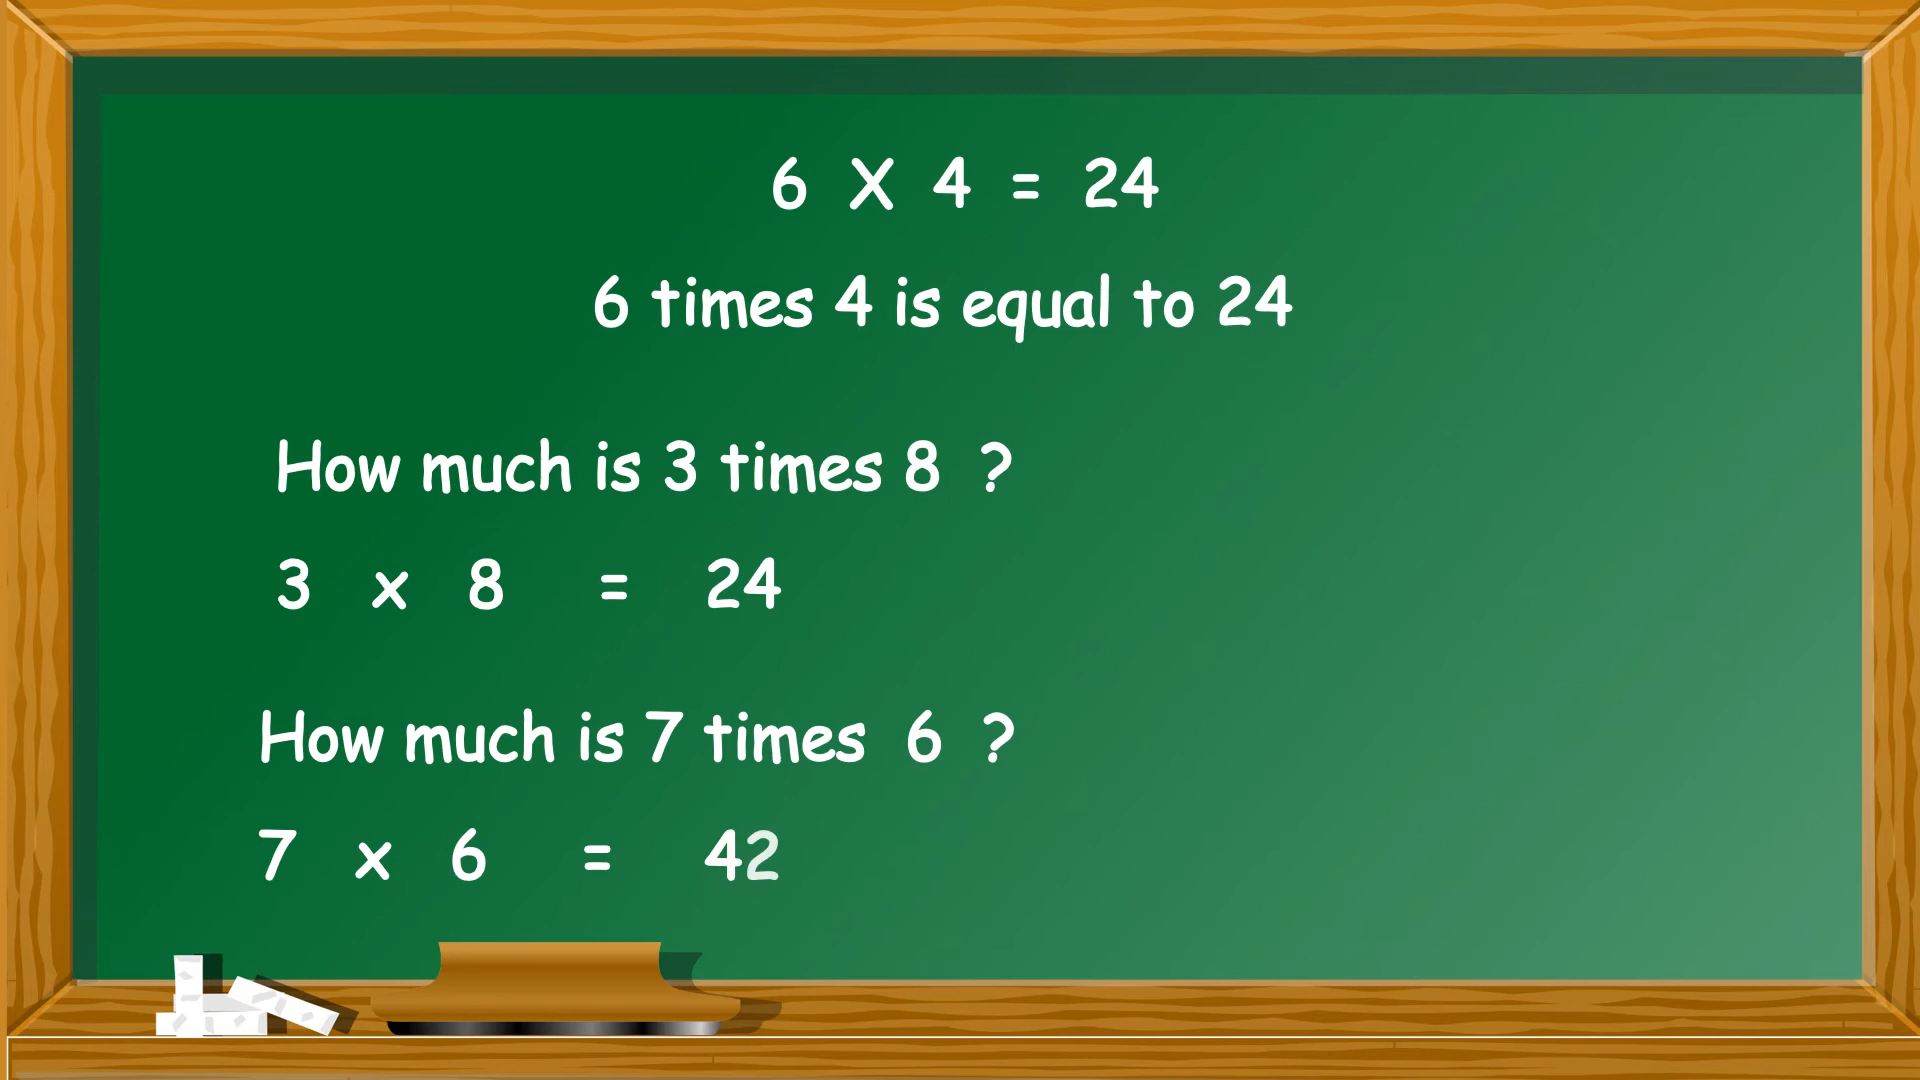 6 X 4 = 24
6 times 4 is equal to 24
How much is 3 times 8 ?
3 x 8 = 24
How much is 7 times 6 ?
7 x 6 = 42